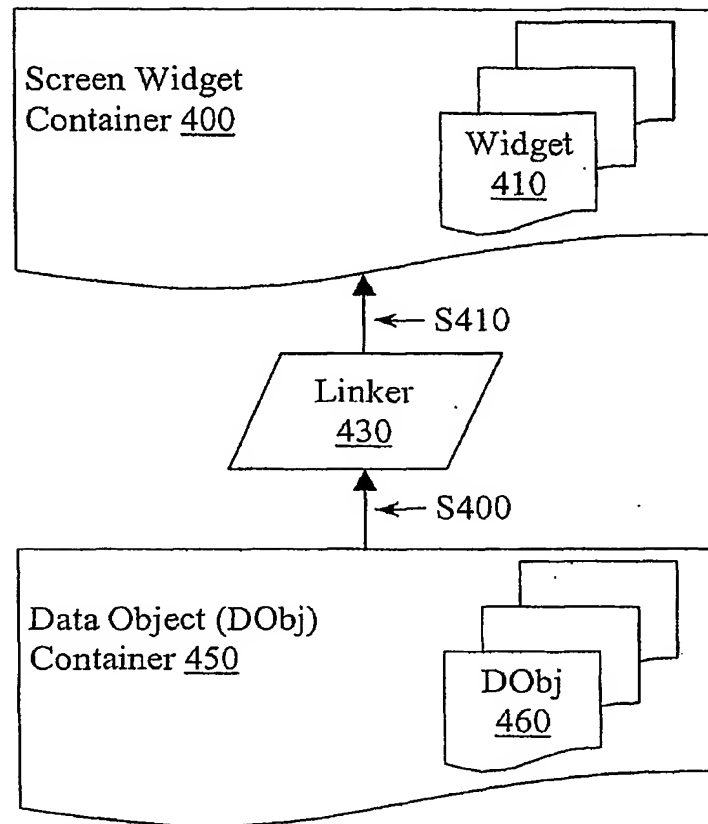 Screen Widget
Container 400
Widget
410
S410
Linker
430
S400
Data Object (DObj)
Container 450
DObj
460